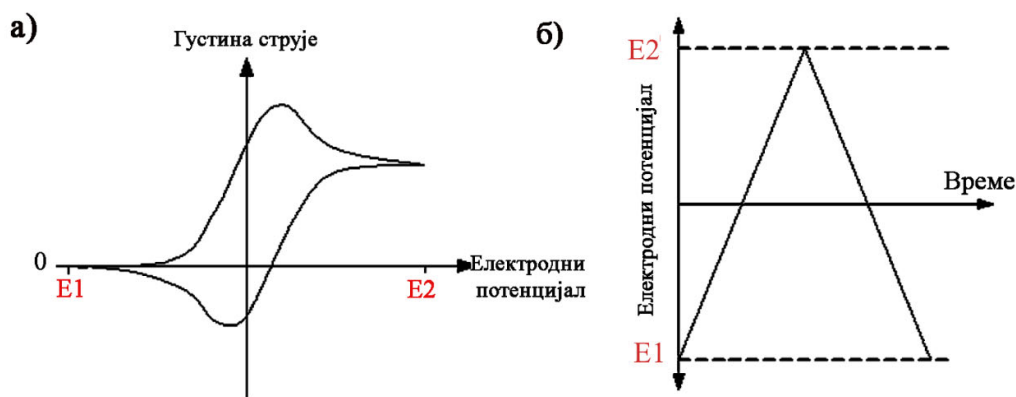 а)
Густина струје
0
E1
E2
Електродни
потенцијал
б)
E2
Електродни потенцијал
E1
Време